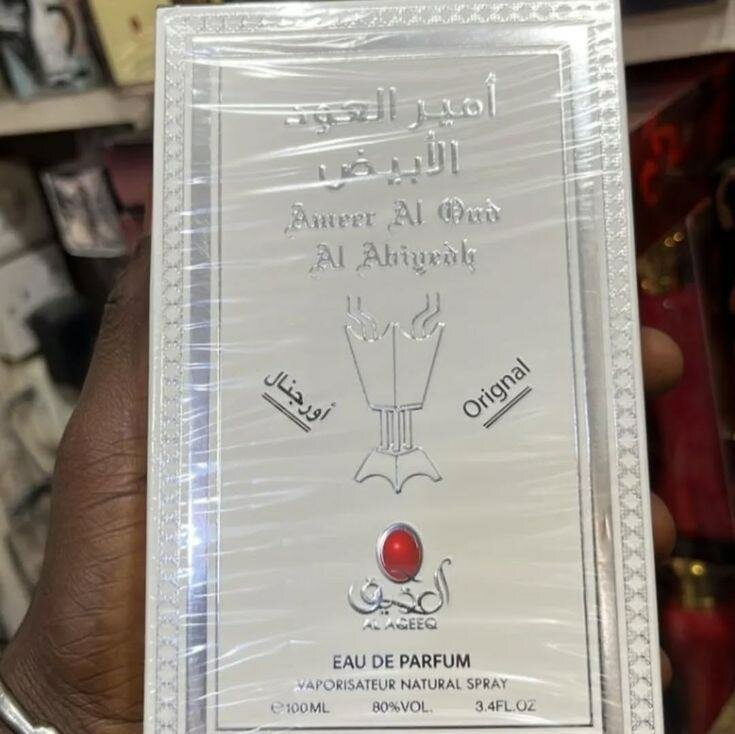 أمير العود
الأبيض
Ameer Al Oud
Al Abiyedh
أورجنال
Orignal
العقيق
AL AQEEQ
EAU DE PARFUM
VAPORISATEUR NATURAL SPRAY
℮100ML 80%VOL. 3.4FL.OZ